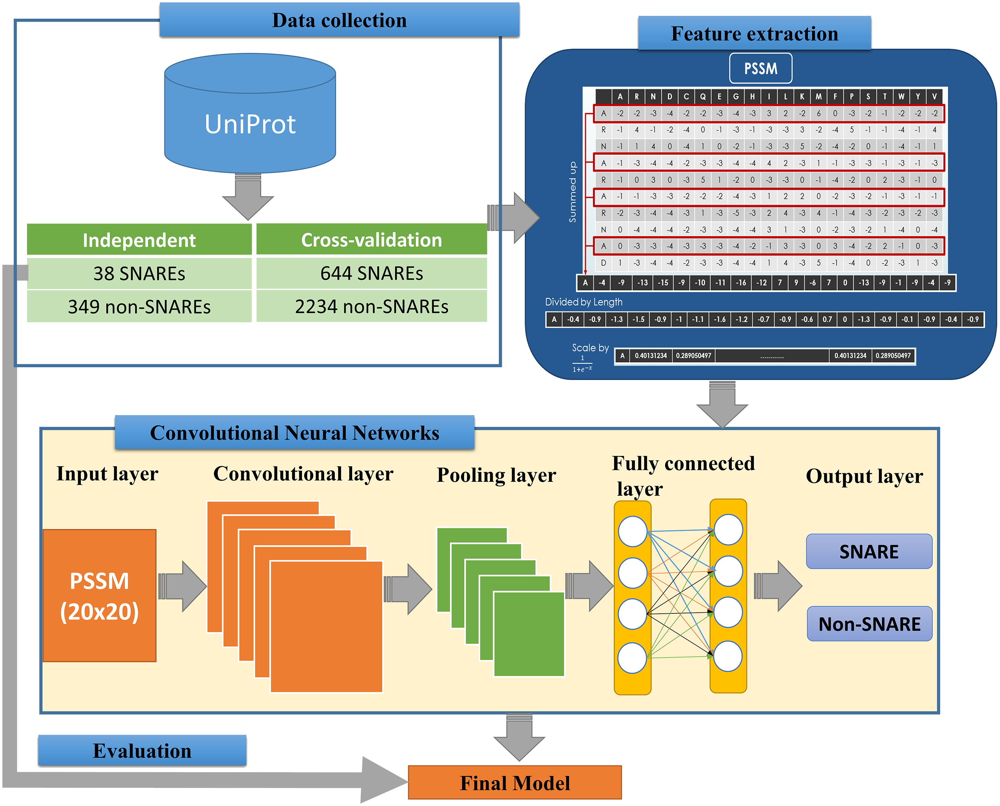 Data collection
UniProt
Independent Cross-validation
38 SNAREs 644 SNAREs
349 non-SNAREs 2234 non-SNAREs
Feature extraction
PSSM
A R N D C Q E G H I L K M F P S T W Y V
A -2 -2 -3 -4 -2 -2 -3 -4 -3 3 2 -2 6 0 -3 -2 -1 -2 -2 -2
R -1 4 -1 -2 -4 0 -1 -3 -1 -3 -3 3 -2 -4 5 -1 -1 -4 -1 4
N -1 1 4 0 -4 1 0 -2 -1 -3 -3 5 -2 -4 -2 0 -1 -4 -1 1
A -1 -3 -4 -4 -2 -3 -3 -4 -4 4 2 -3 1 -1 -3 -3 -1 -3 -1 -3
R -1 0 3 0 -3 5 1 -2 0 -3 -3 0 -1 -4 -2 0 2 -3 -1 0
A -1 -1 -3 -3 -2 -2 -2 -4 -3 1 2 2 0 -2 -3 -2 -1 -3 -1 -1
R -2 -3 -4 -4 -3 1 -3 -5 -3 2 4 -3 4 -1 -4 -3 -2 -3 -2 -3
N 0 -4 -4 -4 -2 -3 -3 -4 -4 3 1 -3 0 -2 -3 -2 1 -4 0 -4
A 0 -3 -3 -4 -3 -3 -3 -4 -2 -1 3 -3 0 3 -4 -2 2 -1 0 -3
D 1 -3 -4 -4 -2 -3 -3 -4 -4 1 4 -3 5 -1 -4 0 -2 -3 1 -3
Summed up
A -4 -9 -13 -15 -9 -10 -11 -16 -12 7 9 -6 7 0 -13 -9 -1 -9 -4 -9
Divided by Length
A -0.4 -0.9 -1.3 -1.5 -0.9 -1 -1.1 -1.6 -1.2 -0.7 -0.9 -0.6 0.7 0 -1.3 -0.9 -0.1 -0.9 -0.4 -0.9
Scale by
1
1+e−x
A 0.40131234 0.289050497 ............ 0.40131234 0.289050497
Convolutional Neural Networks
Input layer
Convolutional layer
Pooling layer
Fully connected
layer
Output layer
PSSM
(20x20)
SNARE
Non-SNARE
Evaluation
Final Model